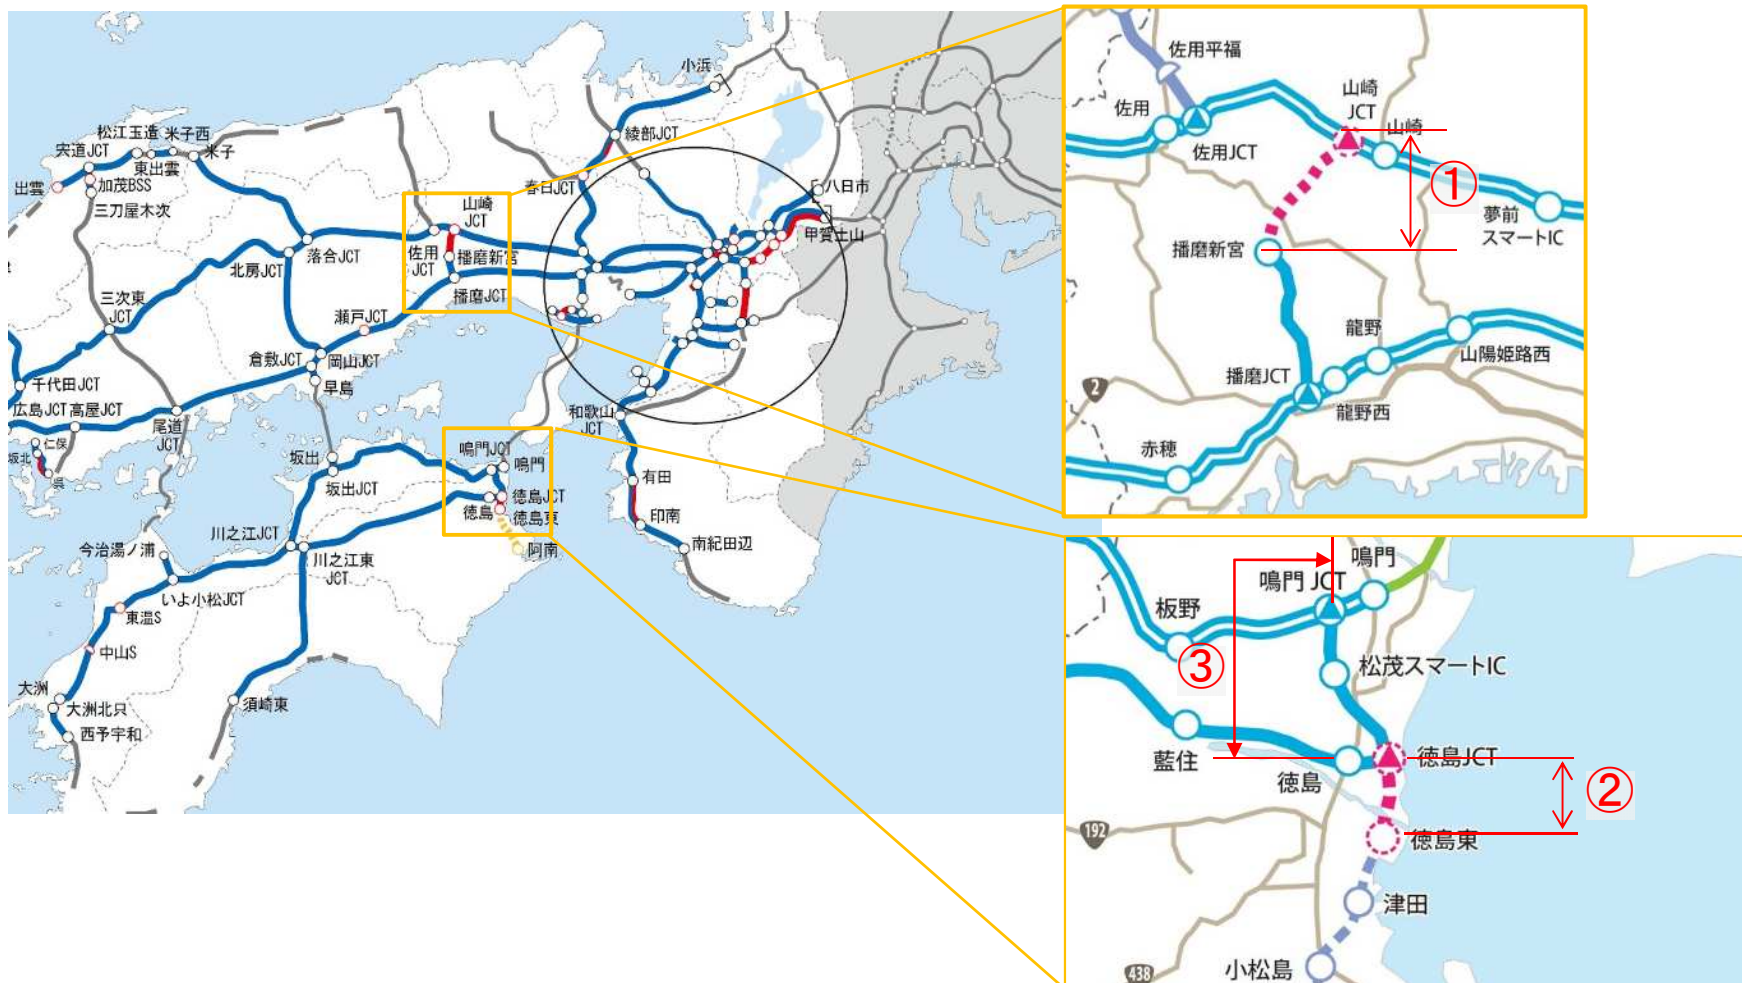 小浜
綾部JCT
松江玉造
米子西
宍道JCT
東出雲
米子
出雲
加茂BSS
三刀屋木次
春日JCT
八日市
山崎
JCT
甲賀土山
佐用
JCT
播磨新宮
播磨JCT
北房JCT
落合JCT
三次東
JCT
瀬戸JCT
倉敷JCT
岡山JCT
早島
千代田JCT
広島JCT
高屋JCT
尾道
JCT
仁保
坂北
呉
和歌山
JCT
鳴門JCT
鳴門
坂出
坂出JCT
徳島JCT
徳島
徳島東
有田
印南
阿南
南紀田辺
川之江JCT
今治湯ノ浦
川之江東
JCT
いよ小松JCT
東温S
中山S
大洲
大洲北只
須崎東
西予宇和
佐用平福
佐用
佐用JCT
山崎
JCT
山崎
①
夢前
スマートIC
播磨新宮
龍野
山陽姫路西
播磨JCT
2
龍野西
赤穂
鳴門
鳴門 JCT
板野
③
松茂スマートIC
藍住
徳島
徳島JCT
②
192
徳島東
津田
438
小松島